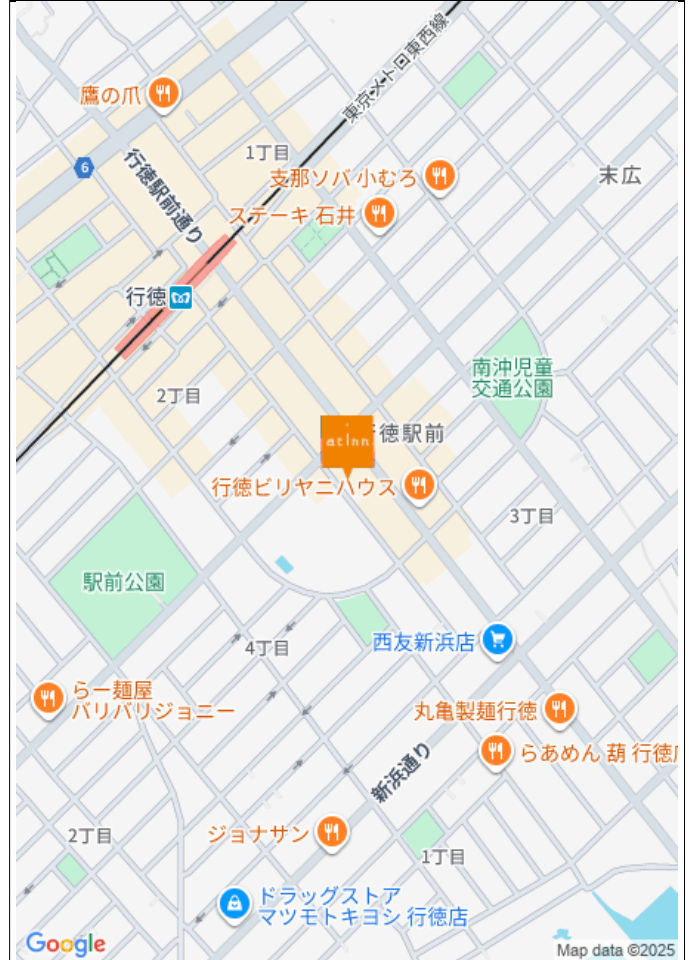 東京メトロ東西線
鷹の爪
1丁目
6
行徳駅前通り
支那ソバ 小むろ
末広
ステーキ 石井
行徳
南沖児童
交通公園
2丁目
atinn
徳駅前
行徳ビリヤニハウス
3丁目
駅前公園
西友新浜店
4丁目
らー麺屋
バリバリジョニー
丸亀製麺行徳
らあめん 葫 行徳
新浜通り
ジョナサン
2丁目
1丁目
ドラッグストア
マツモトキヨシ 行徳店
Google
Map data ©2025